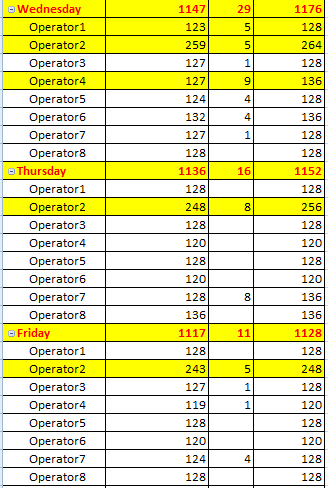 Wednesday 1147 29 1176
Operator1 123 5 128
Operator2 259 5 264
Operator3 127 1 128
Operator4 127 9 136
Operator5 124 4 128
Operator6 132 4 136
Operator7 127 1 128
Operator8 128 128
Thursday 1136 16 1152
Operator1 128 128
Operator2 248 8 256
Operator3 128 128
Operator4 120 120
Operator5 128 128
Operator6 120 120
Operator7 128 8 136
Operator8 136 136
Friday 1117 11 1128
Operator1 128 128
Operator2 243 5 248
Operator3 127 1 128
Operator4 119 1 120
Operator5 128 128
Operator6 120 120
Operator7 124 4 128
Operator8 128 128